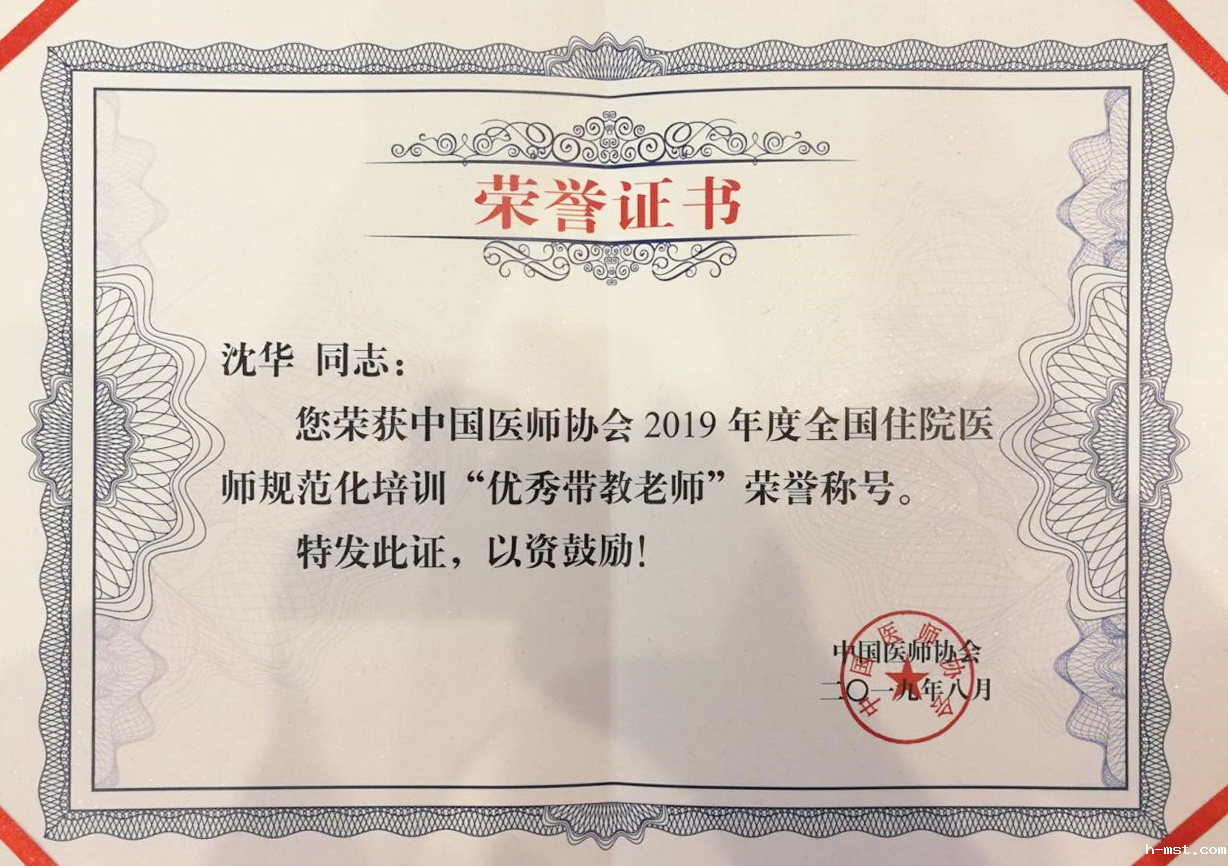 荣誉证书
沈华 同志：
您荣获中国医师协会 2019 年度全国住院医
师规范化培训“优秀带教老师”荣誉称号。
特发此证，以资鼓励！
中国医师协会
二〇一九年八月
中国医师协会
h-mst.com